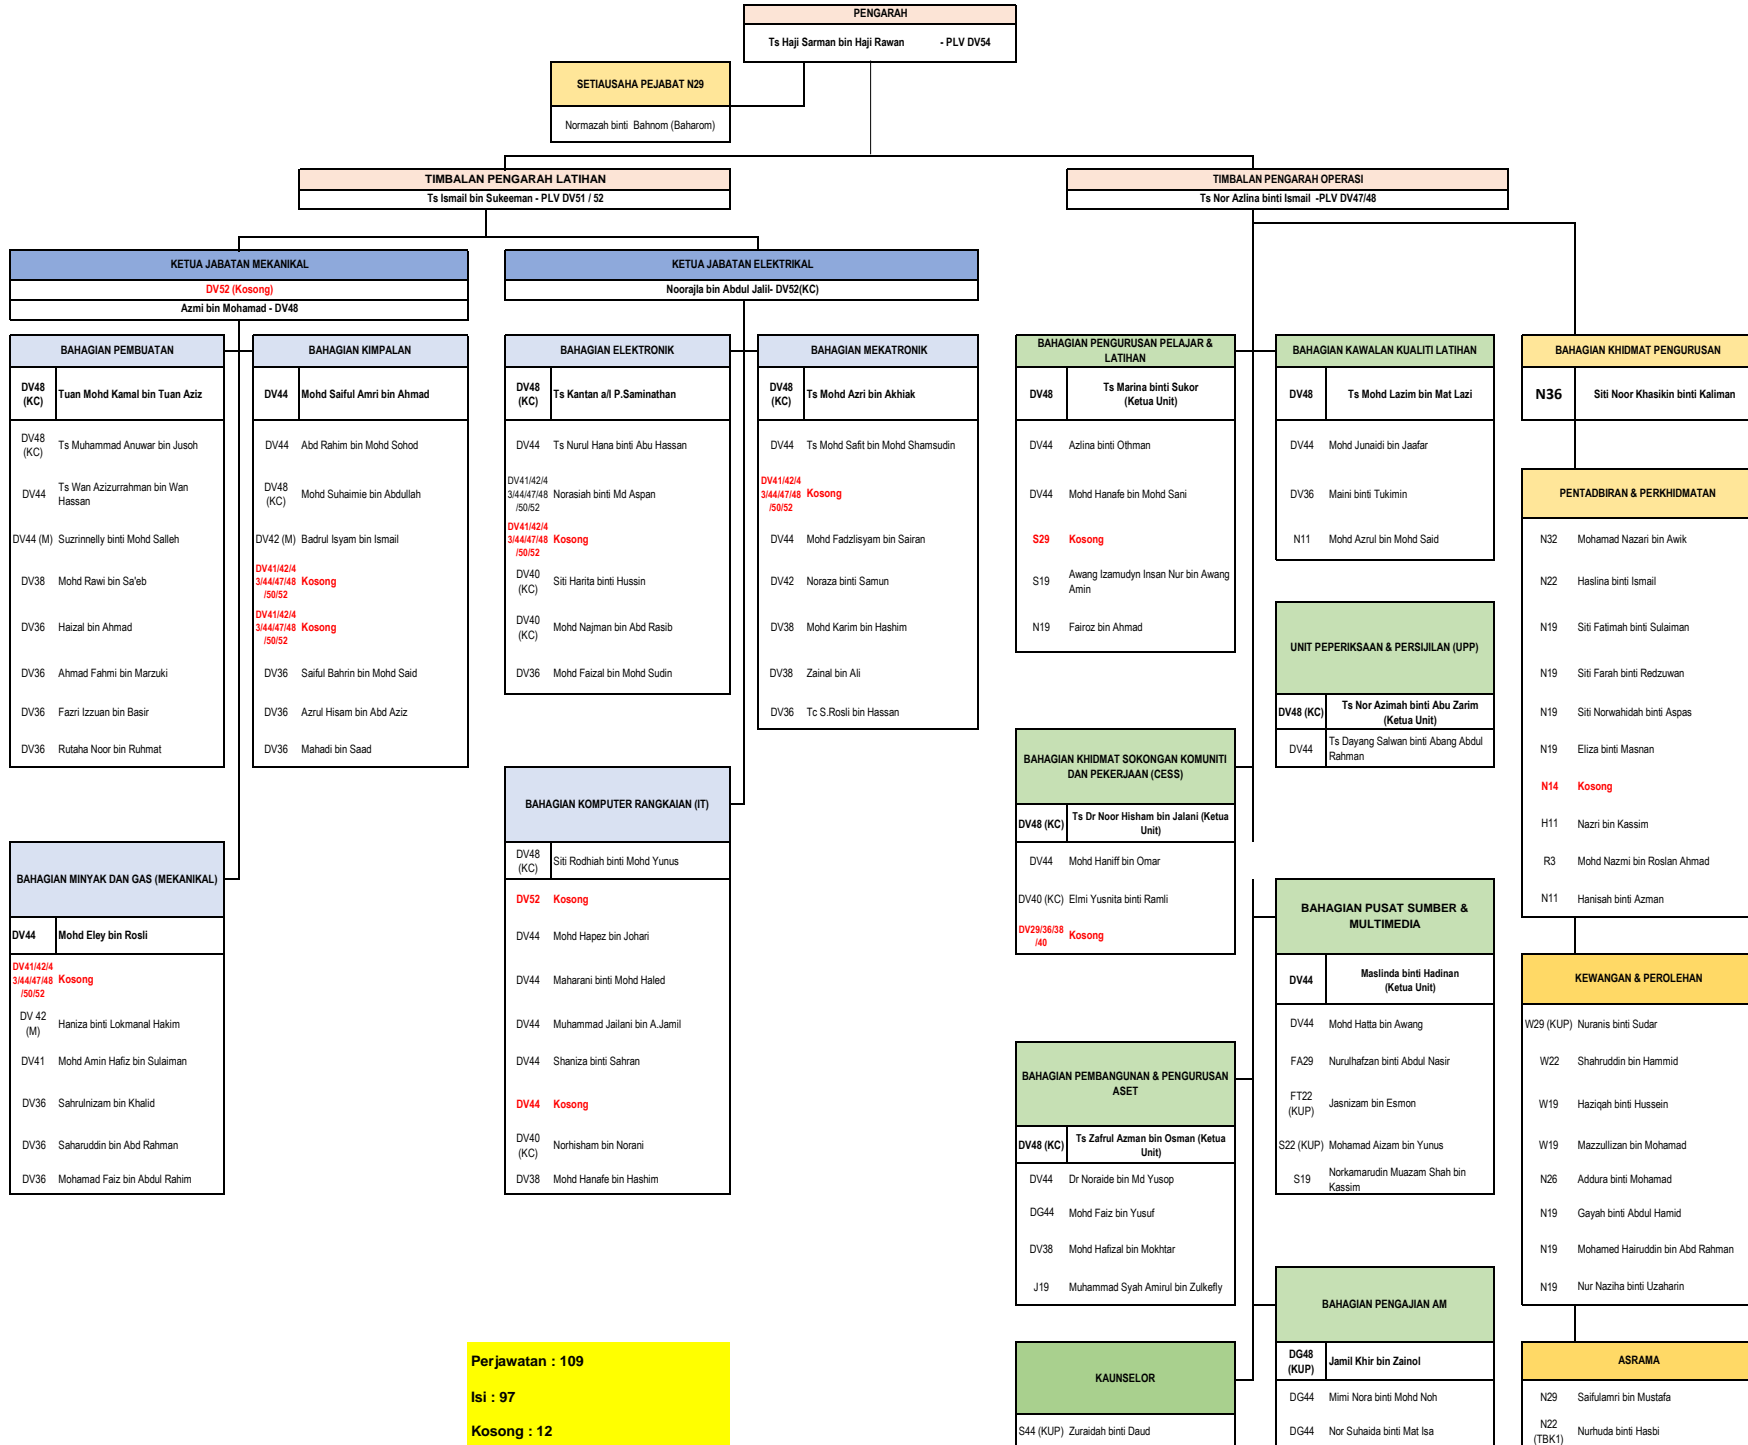 PENGARAH
Ts Haji Sarman bin Haji Rawan - PLV DV54
SETIAUSAHA PEJABAT N29
Normazah binti Bahnom (Baharom)
TIMBALAN PENGARAH LATIHAN
Ts Ismail bin Sukeeman - PLV DV51 / 52
TIMBALAN PENGARAH OPERASI
Ts Nor Azlina binti Ismail -PLV DV47/48
KETUA JABATAN MEKANIKAL
DV52 (Kosong)
Azmi bin Mohamad - DV48
KETUA JABATAN ELEKTRIKAL
Noorajla bin Abdul Jalil- DV52(KC)
BAHAGIAN PEMBUATAN
DV48
(KC)
Tuan Mohd Kamal bin Tuan Aziz
DV48
(KC)
Ts Muhammad Anuwar bin Jusoh
DV44
Ts Wan Azizurrahman bin Wan
Hassan
DV44 (M) Suzrinnelly binti Mohd Salleh
DV38 Mohd Rawi bin Sa'eb
DV36 Haizal bin Ahmad
DV36 Ahmad Fahmi bin Marzuki
DV36 Fazri Izzuan bin Basir
DV36 Rutaha Noor bin Ruhmat
BAHAGIAN KIMPALAN
DV44 Mohd Saiful Amri bin Ahmad
DV44 Abd Rahim bin Mohd Sohod
DV48
(KC)
Mohd Suhaimie bin Abdullah
DV42 (M) Badrul Isyam bin Ismail
DV41/42/4
3/44/47/48 Kosong
/50/52
DV41/42/4
3/44/47/48 Kosong
/50/52
DV36 Saiful Bahrin bin Mohd Said
DV36 Azrul Hisam bin Abd Aziz
DV36 Mahadi bin Saad
BAHAGIAN MINYAK DAN GAS (MEKANIKAL)
DV44 Mohd Eley bin Rosli
DV41/42/4
3/44/47/48 Kosong
/50/52
DV 42
(M)
Haniza binti Lokmanal Hakim
DV41 Mohd Amin Hafiz bin Sulaiman
DV36 Sahrulnizam bin Khalid
DV36 Saharuddin bin Abd Rahman
DV36 Mohamad Faiz bin Abdul Rahim
BAHAGIAN ELEKTRONIK
DV48
(KC)
Ts Kantan a/l P.Saminathan
DV44 Ts Nurul Hana binti Abu Hassan
DV41/42/4
3/44/47/48 Norasiah binti Md Aspan
/50/52
DV41/42/4
3/44/47/48 Kosong
/50/52
DV40
(KC)
Siti Harita binti Hussin
DV40
(KC)
Mohd Najman bin Abd Rasib
DV36 Mohd Faizal bin Mohd Sudin
BAHAGIAN MEKATRONIK
DV48
(KC)
Ts Mohd Azri bin Akhiak
DV44 Ts Mohd Safit bin Mohd Shamsudin
DV41/42/4
3/44/47/48 Kosong
/50/52
DV44 Mohd Fadzlisyam bin Sairan
DV42 Noraza binti Samun
DV38 Mohd Karim bin Hashim
DV38 Zainal bin Ali
DV36 Tc S.Rosli bin Hassan
BAHAGIAN KOMPUTER RANGKAIAN (IT)
DV48
(KC)
Siti Rodhiah binti Mohd Yunus
DV52 Kosong
DV44 Mohd Hapez bin Johari
DV44 Maharani binti Mohd Haled
DV44 Muhammad Jailani bin A.Jamil
DV44 Shaniza binti Sahran
DV44 Kosong
DV40
(KC)
Norhisham bin Norani
DV38 Mohd Hanafe bin Hashim
Perjawatan : 109
Isi : 97
Kosong : 12
BAHAGIAN PENGURUSAN PELAJAR &
LATIHAN
DV48
Ts Marina binti Sukor
(Ketua Unit)
DV44 Azlina binti Othman
DV44 Mohd Hanafe bin Mohd Sani
S29 Kosong
S19
Awang Izamudyn Insan Nur bin Awang
Amin
N19 Fairoz bin Ahmad
BAHAGIAN KHIDMAT SOKONGAN KOMUNITI
DAN PEKERJAAN (CESS)
DV48 (KC)
Ts Dr Noor Hisham bin Jalani (Ketua
Unit)
DV44 Mohd Haniff bin Omar
DV40 (KC) Elmi Yusnita binti Ramli
DV29/36/38
/40
Kosong
BAHAGIAN PEMBANGUNAN & PENGURUSAN
ASET
DV48 (KC)
Ts Zafrul Azman bin Osman (Ketua
Unit)
DV44 Dr Noraide bin Md Yusop
DG44 Mohd Faiz bin Yusuf
DV38 Mohd Hafizal bin Mokhtar
J19 Muhammad Syah Amirul bin Zulkefly
KAUNSELOR
S44 (KUP) Zuraidah binti Daud
BAHAGIAN KAWALAN KUALITI LATIHAN
DV48 Ts Mohd Lazim bin Mat Lazi
DV44 Mohd Junaidi bin Jaafar
DV36 Maini binti Tukimin
N11 Mohd Azrul bin Mohd Said
UNIT PEPERIKSAAN & PERSIJILAN (UPP)
DV48 (KC)
Ts Nor Azimah binti Abu Zarim
(Ketua Unit)
DV44
Ts Dayang Salwan binti Abang Abdul
Rahman
BAHAGIAN PUSAT SUMBER &
MULTIMEDIA
DV44
Maslinda binti Hadinan
(Ketua Unit)
DV44 Mohd Hatta bin Awang
FA29 Nurulhafzan binti Abdul Nasir
FT22
(KUP)
Jasnizam bin Esmon
S22 (KUP) Mohamad Aizam bin Yunus
S19
Norkamarudin Muazam Shah bin
Kassim
BAHAGIAN PENGAJIAN AM
DG48
(KUP)
Jamil Khir bin Zainol
DG44 Mimi Nora binti Mohd Noh
DG44 Nor Suhaida binti Mat Isa
BAHAGIAN KHIDMAT PENGURUSAN
N36 Siti Noor Khasikin binti Kaliman
PENTADBIRAN & PERKHIDMATAN
N32 Mohamad Nazari bin Awik
N22 Haslina binti Ismail
N19 Siti Fatimah binti Sulaiman
N19 Siti Farah binti Redzuwan
N19 Siti Norwahidah binti Aspas
N19 Eliza binti Masnan
N14 Kosong
H11 Nazri bin Kassim
R3 Mohd Nazmi bin Roslan Ahmad
N11 Hanisah binti Azman
KEWANGAN & PEROLEHAN
W29 (KUP) Nuranis binti Sudar
W22 Shahruddin bin Hammid
W19 Haziqah binti Hussein
W19 Mazzullizan bin Mohamad
N26 Addura binti Mohamad
N19 Gayah binti Abdul Hamid
N19 Mohamed Hairuddin bin Abd Rahman
N19 Nur Naziha binti Uzaharin
ASRAMA
N29 Saifulamri bin Mustafa
N22
(TBK1)
Nurhuda binti Hasbi